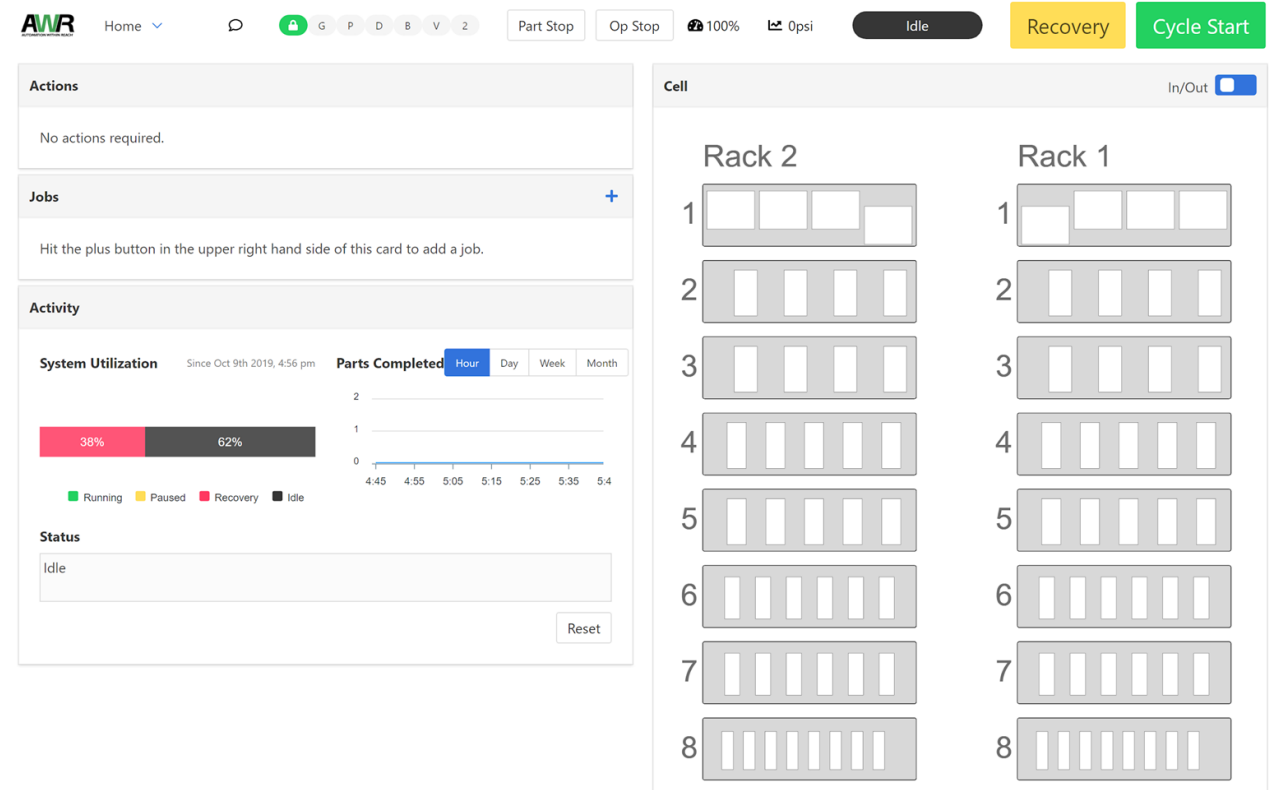 AWR
AUTOMATION WITHIN REACH
Home
G P D B V 2
Part Stop
Op Stop
100%
0psi
Idle
Recovery
Cycle Start
Actions
No actions required.
Jobs
+
Hit the plus button in the upper right hand side of this card to add a job.
Activity
System Utilization
Since Oct 9th 2019, 4:56 pm
38% 62%
Running Paused Recovery Idle
Parts Completed
Hour Day Week Month
2
1
0
4:45 4:55 5:05 5:15 5:25 5:35 5:4
Status
Idle
Reset
Cell
In/Out
Rack 2
1
2
3
4
5
6
7
8
Rack 1
1
2
3
4
5
6
7
8